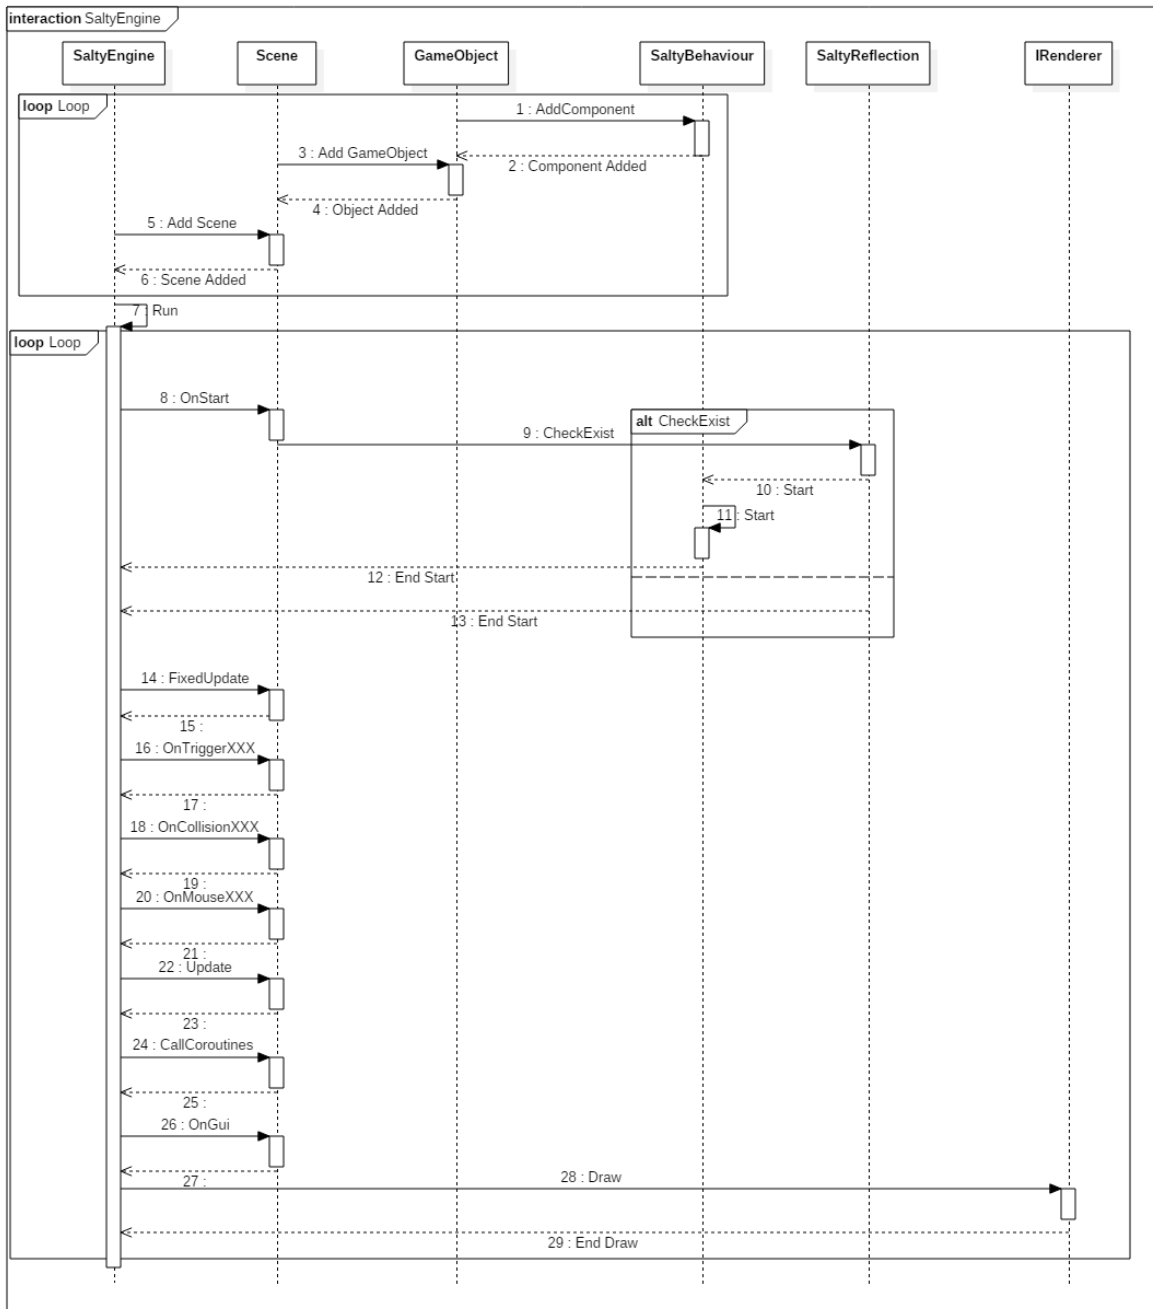 interaction SaltyEngine
SaltyEngine
Scene
GameObject
SaltyBehaviour
SaltyReflection
IRenderer
loop Loop
1 : AddComponent
3 : Add GameObject
2 : Component Added
4 : Object Added
5 : Add Scene
6 : Scene Added
7 : Run
loop Loop
8 : OnStart
alt CheckExist
9 : CheckExist
10 : Start
11 : Start
12 : End Start
13 : End Start
14 : FixedUpdate
15 :
16 : OnTriggerXXX
17 :
18 : OnCollisionXXX
19 :
20 : OnMouseXXX
21 :
22 : Update
23 :
24 : CallCoroutines
25 :
26 : OnGui
27 :
28 : Draw
29 : End Draw